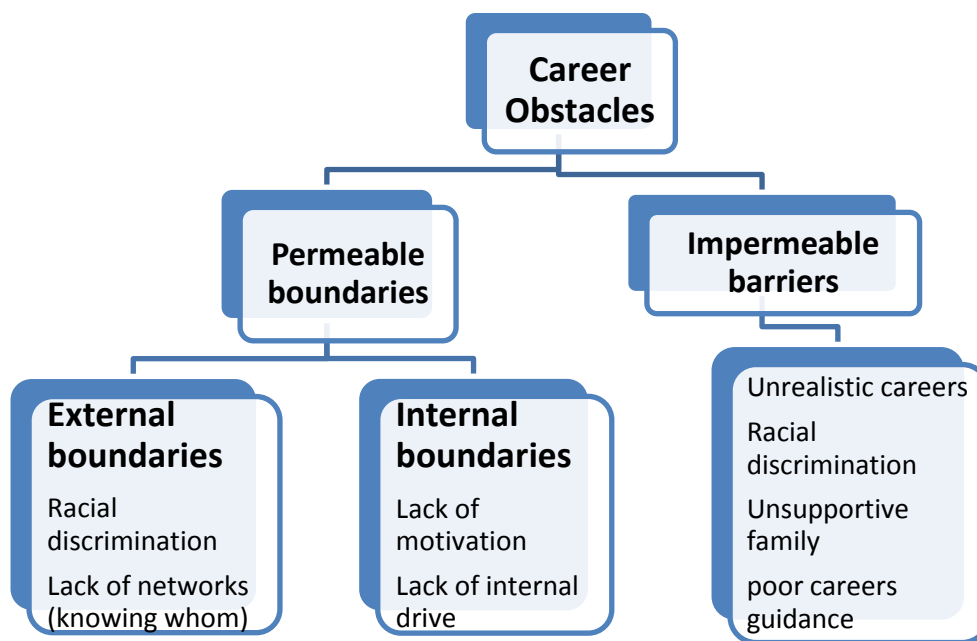 Career
Obstacles
Permeable
boundaries
Impermeable
barriers
External
boundaries
Racial
discrimination
Lack of networks
(knowing whom)
Internal
boundaries
Lack of
motivation
Lack of internal
drive
Unrealistic careers
Racial
discrimination
Unsupportive
family
poor careers
guidance